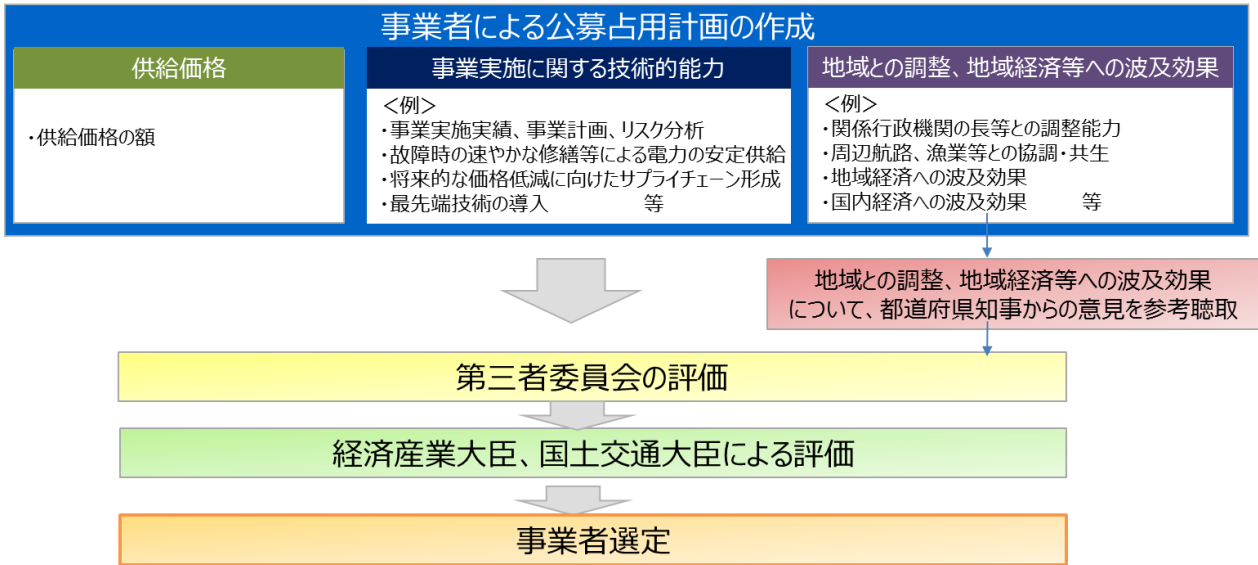 事業者による公募占用計画の作成
供給価格
・供給価格の額
事業実施に関する技術的能力
<例>
・事業実施実績、事業計画、リスク分析
・故障時の速やかな修繕等による電力の安定供給
・将来的な価格低減に向けたサプライチェーン形成
・最先端技術の導入　　　　等
地域との調整、地域経済等への波及効果
<例>
・関係行政機関の長等との調整能力
・周辺航路、漁業等との協調・共生
・地域経済への波及効果
・国内経済への波及効果　　　等
地域との調整、地域経済等への波及効果
について、都道府県知事からの意見を参考聴取
第三者委員会の評価
経済産業大臣、国土交通大臣による評価
事業者選定